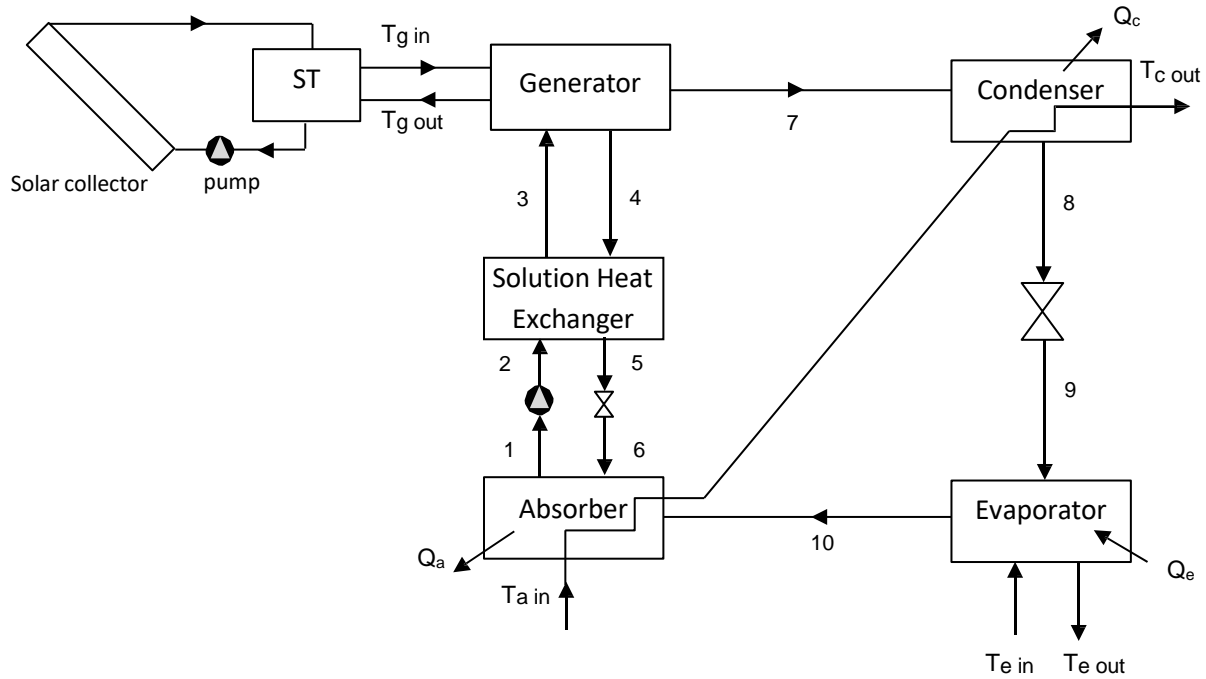 Qc
Tg in
Tc out
ST
Generator
Condenser
Tg out
7
Solar collector
pump
3
4
8
Solution Heat
Exchanger
2
5
9
1
6
Absorber
Evaporator
10
Qa
Qe
Ta in
Te in
Te out